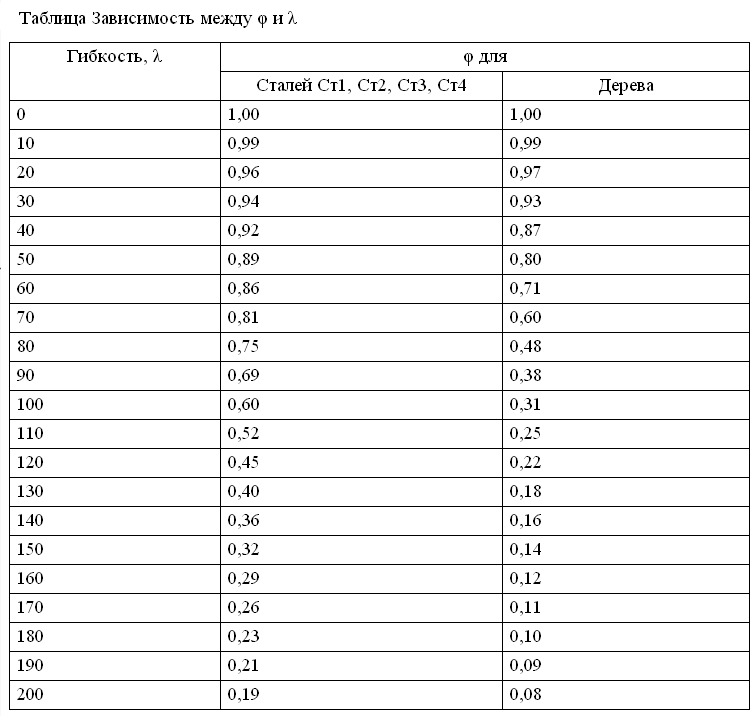 Таблица Зависимость между φ и λ
Гибкость, λ φ для
Сталей Ст1, Ст2, Ст3, Ст4 Дерева
0 1,00 1,00
10 0,99 0,99
20 0,96 0,97
30 0,94 0,93
40 0,92 0,87
50 0,89 0,80
60 0,86 0,71
70 0,81 0,60
80 0,75 0,48
90 0,69 0,38
100 0,60 0,31
110 0,52 0,25
120 0,45 0,22
130 0,40 0,18
140 0,36 0,16
150 0,32 0,14
160 0,29 0,12
170 0,26 0,11
180 0,23 0,10
190 0,21 0,09
200 0,19 0,08